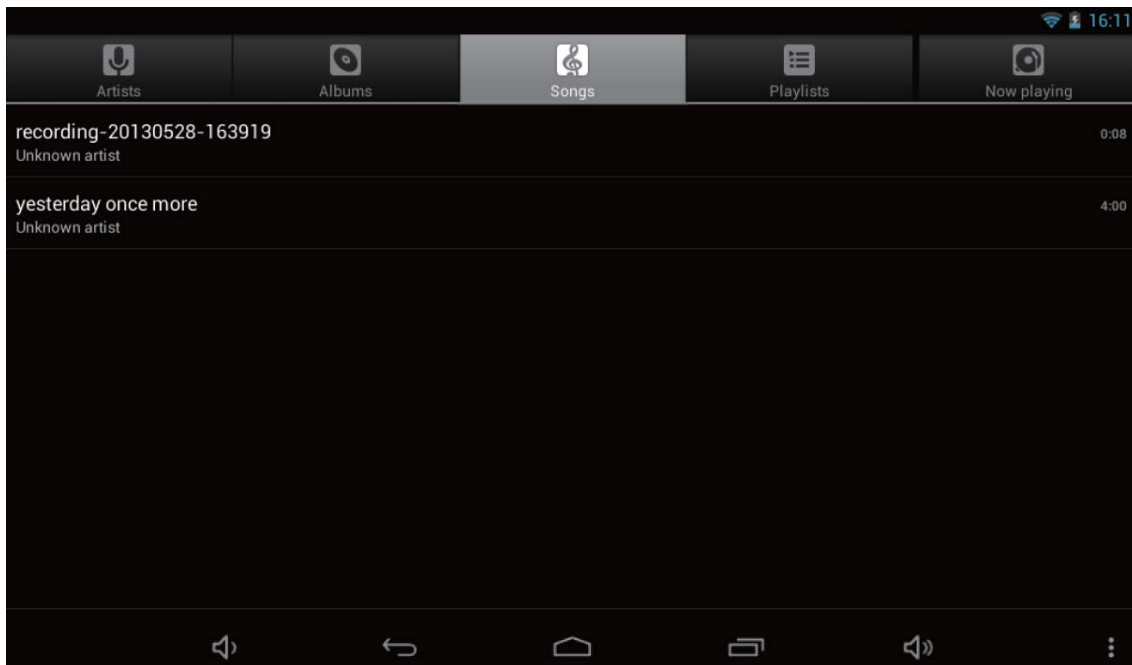 16:11
Artists
Albums
Songs
Playlists
Now playing
recording-20130528-163919
0:08
Unknown artist
yesterday once more
4:00
Unknown artist